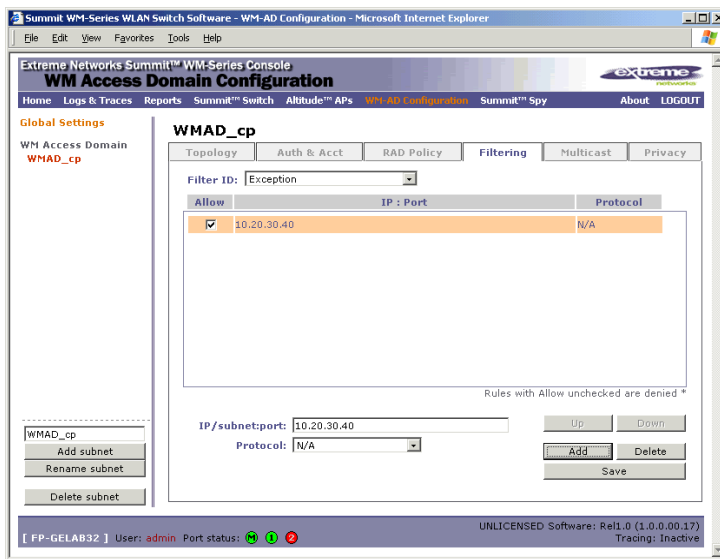 Summit WM-Series WLAN Switch Software - WM-AD Configuration - Microsoft Internet Explorer
File Edit View Favorites Tools Help
Extreme Networks Summit™ WM-Series Console
WM Access Domain Configuration
extreme networks
Home Logs & Traces Reports Summit™ Switch Altitude™ APs WM-AD Configuration Summit™ Spy About LOGOUT
Global Settings
WM Access Domain
WMAD_cp
WMAD_cp
Topology Auth & Acct RAD Policy Filtering Multicast Privacy
Filter ID: Exception
Allow IP : Port Protocol
10.20.30.40 N/A
Rules with Allow unchecked are denied *
IP/subnet:port: 10.20.30.40
Protocol: N/A
Up Down
Add Delete
Save
WMAD_cp
Add subnet
Rename subnet
Delete subnet
[ FP-GELAB32 ] User: admin Port status: M 1 2
UNLICENSED Software: Rel1.0 (1.0.0.00.17)
Tracing: Inactive